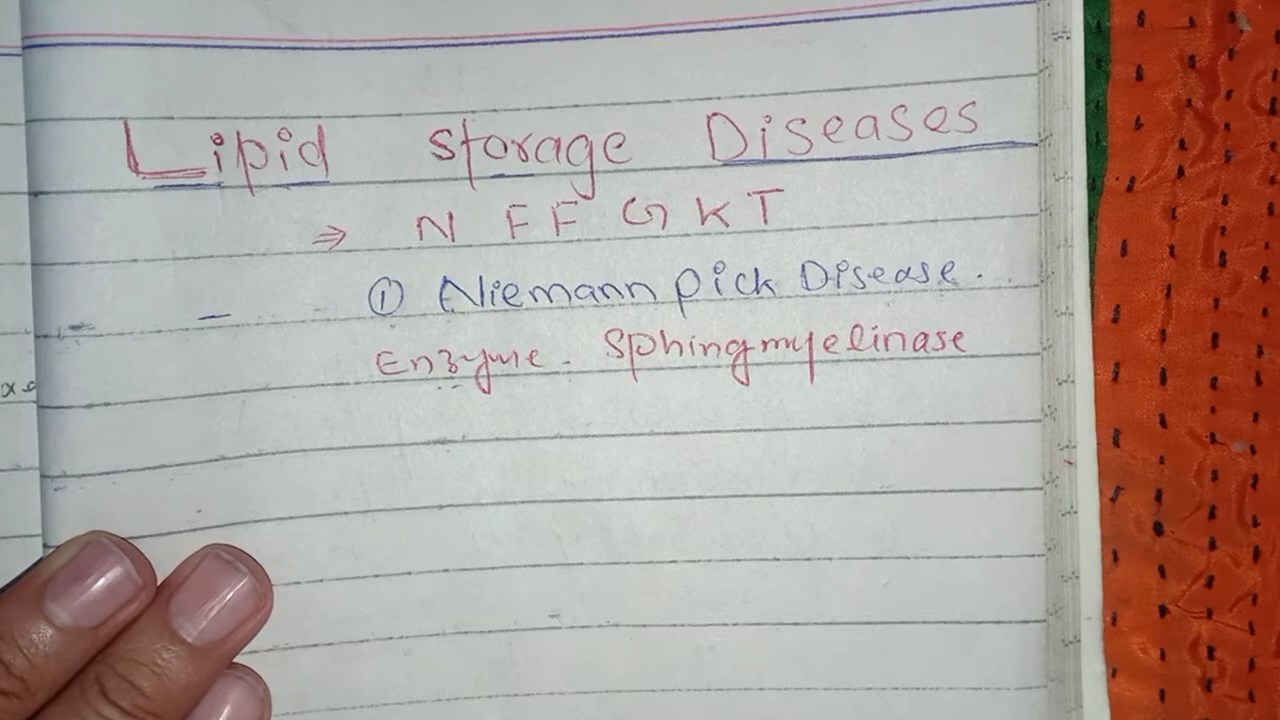 Lipid storage Diseases
⇒ N F F G K T
① Niemann pick Disease.
Enzyme - Sphingmyelinase